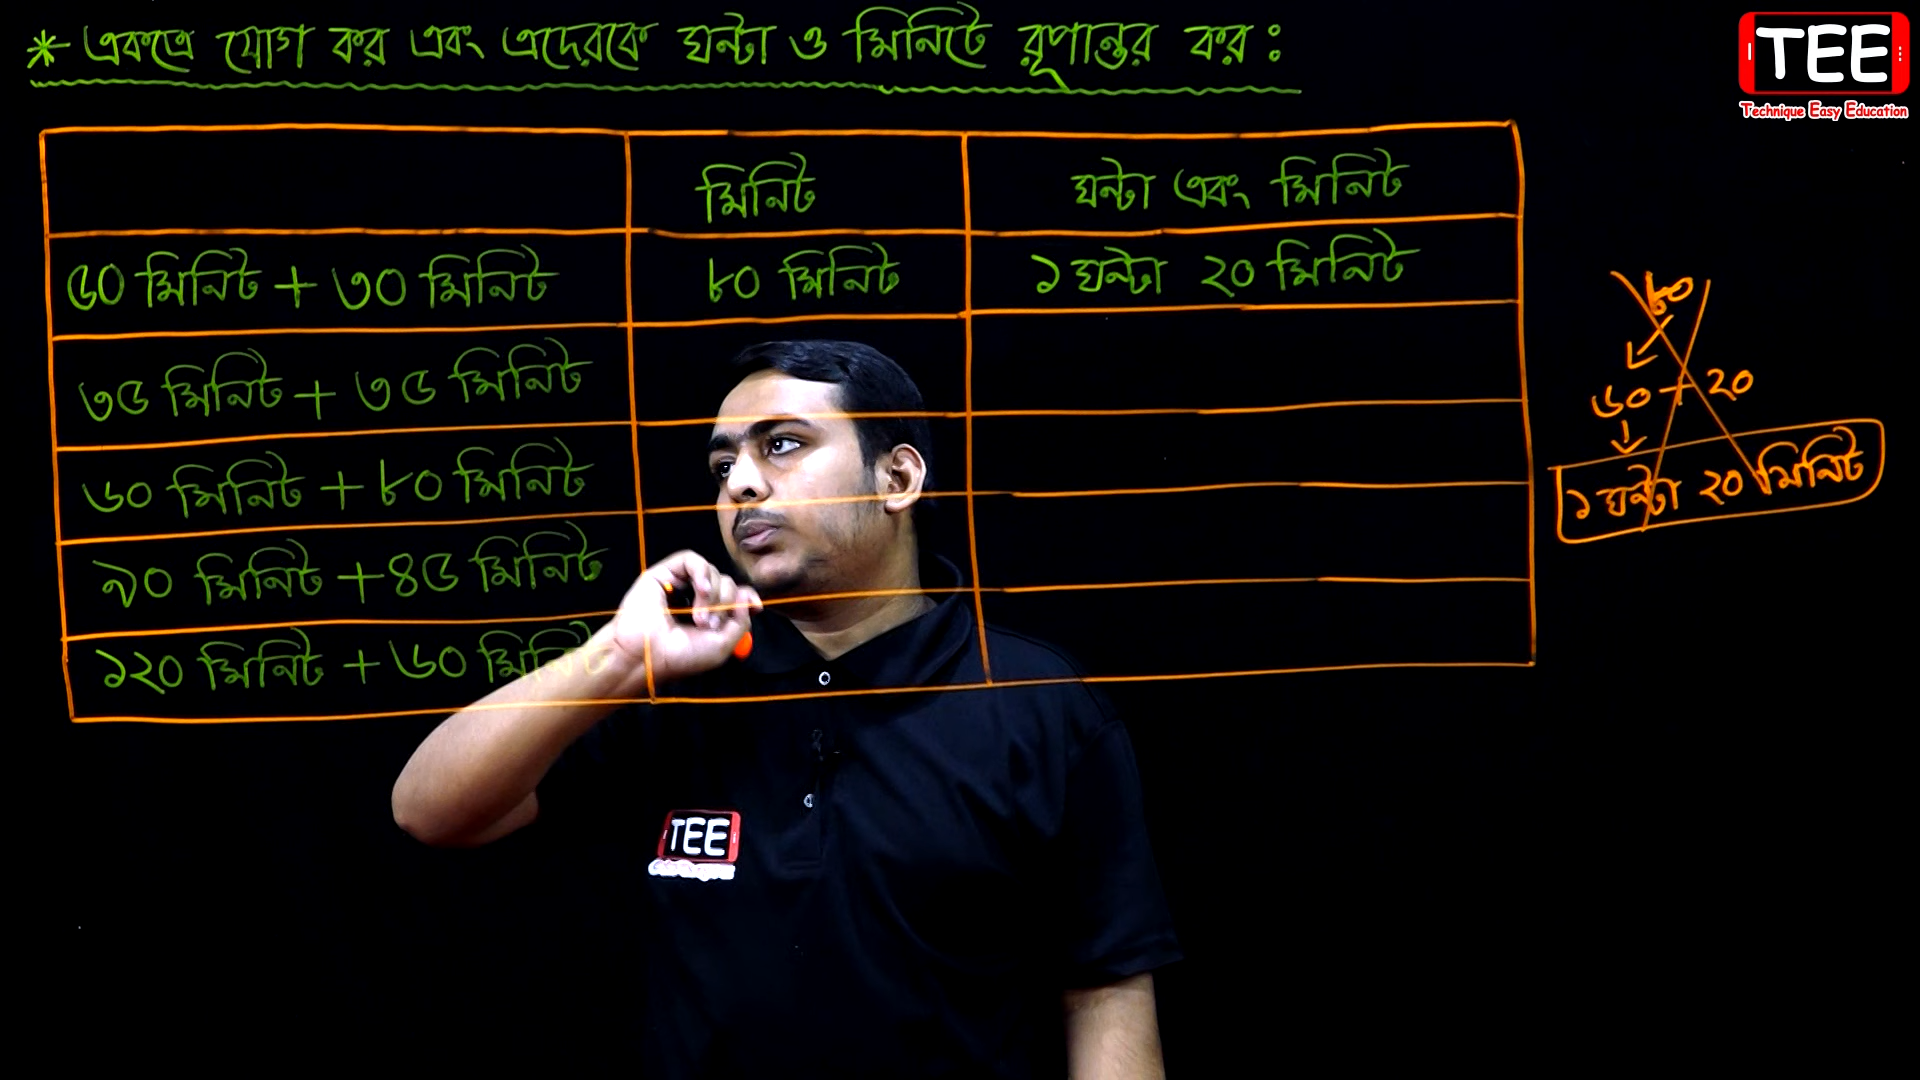 * একত্রে যোগ কর এবং এদেরকে ঘন্টা ও মিনিটে রূপান্তর কর :
মিনিট ঘন্টা এবং মিনিট
৫০ মিনিট + ৩০ মিনিট ৮০ মিনিট ১ ঘন্টা ২০ মিনিট
৩৫ মিনিট + ৩৫ মিনিট
৬০ মিনিট + ৮০ মিনিট
৯০ মিনিট + ৪৫ মিনিট
১২০ মিনিট + ৬০ মিনিট
৮০
৬০ + ২০
১ ঘন্টা ২০ মিনিট
TEE
Technique Easy Education
TEE